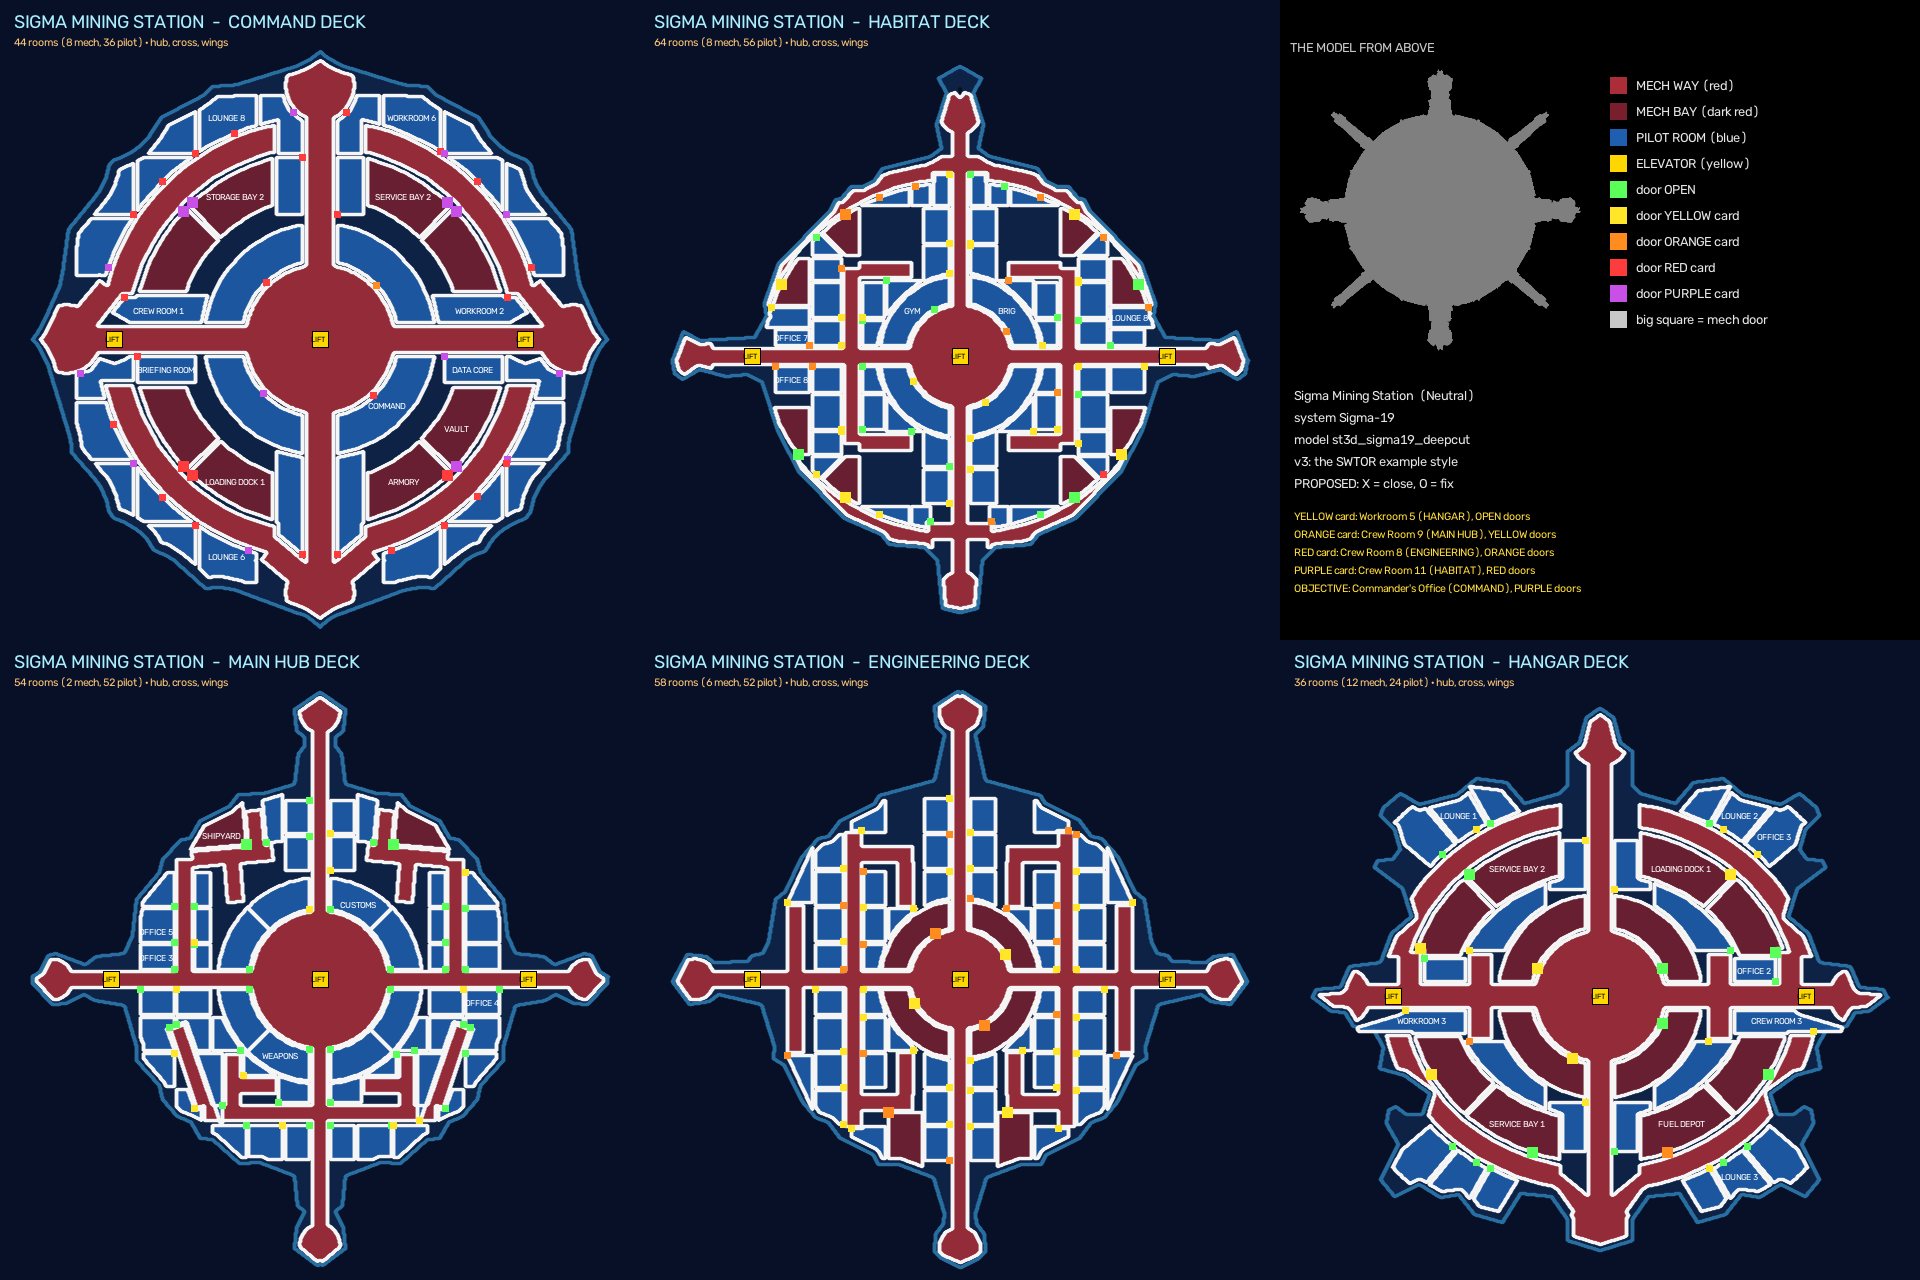 SIGMA MINING STATION - COMMAND DECK
44 rooms (8 mech, 36 pilot) • hub, cross, wings
LOUNGE 8
WORKROOM 6
STORAGE BAY 2
SERVICE BAY 2
CREW ROOM 1
WORKROOM 2
LIFT
LIFT
LIFT
BRIEFING ROOM
DATA CORE
COMMAND
VAULT
LOADING DOCK 1
ARMORY
LOUNGE 6
SIGMA MINING STATION - HABITAT DECK
64 rooms (8 mech, 56 pilot) • hub, cross, wings
GYM
BRIG
LOUNGE 8
OFFICE 7
LIFT
LIFT
LIFT
OFFICE 8
THE MODEL FROM ABOVE
MECH WAY (red)
MECH BAY (dark red)
PILOT ROOM (blue)
ELEVATOR (yellow)
door OPEN
door YELLOW card
door ORANGE card
door RED card
door PURPLE card
big square = mech door
Sigma Mining Station (Neutral)
system Sigma-19
model st3d_sigma19_deepcut
v3: the SWTOR example style
PROPOSED: X = close, O = fix
YELLOW card: Workroom 5 (HANGAR), OPEN doors
ORANGE card: Crew Room 9 (MAIN HUB), YELLOW doors
RED card: Crew Room 8 (ENGINEERING), ORANGE doors
PURPLE card: Crew Room 11 (HABITAT), RED doors
OBJECTIVE: Commander's Office (COMMAND), PURPLE doors
SIGMA MINING STATION - MAIN HUB DECK
54 rooms (2 mech, 52 pilot) • hub, cross, wings
SHIPYARD
CUSTOMS
OFFICE 5
OFFICE 3
LIFT
LIFT
LIFT
OFFICE 4
WEAPONS
SIGMA MINING STATION - ENGINEERING DECK
58 rooms (6 mech, 52 pilot) • hub, cross, wings
LIFT
LIFT
LIFT
SIGMA MINING STATION - HANGAR DECK
36 rooms (12 mech, 24 pilot) • hub, cross, wings
LOUNGE 1
LOUNGE 2
OFFICE 3
SERVICE BAY 2
LOADING DOCK 1
OFFICE 2
LIFT
LIFT
LIFT
WORKROOM 3
CREW ROOM 3
SERVICE BAY 1
FUEL DEPOT
LOUNGE 3